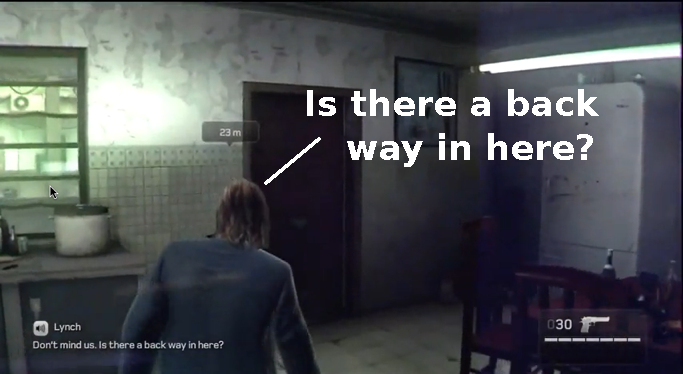 Is there a back
way in here?
23 m
Lynch
Don't mind us. Is there a back way in here?
030